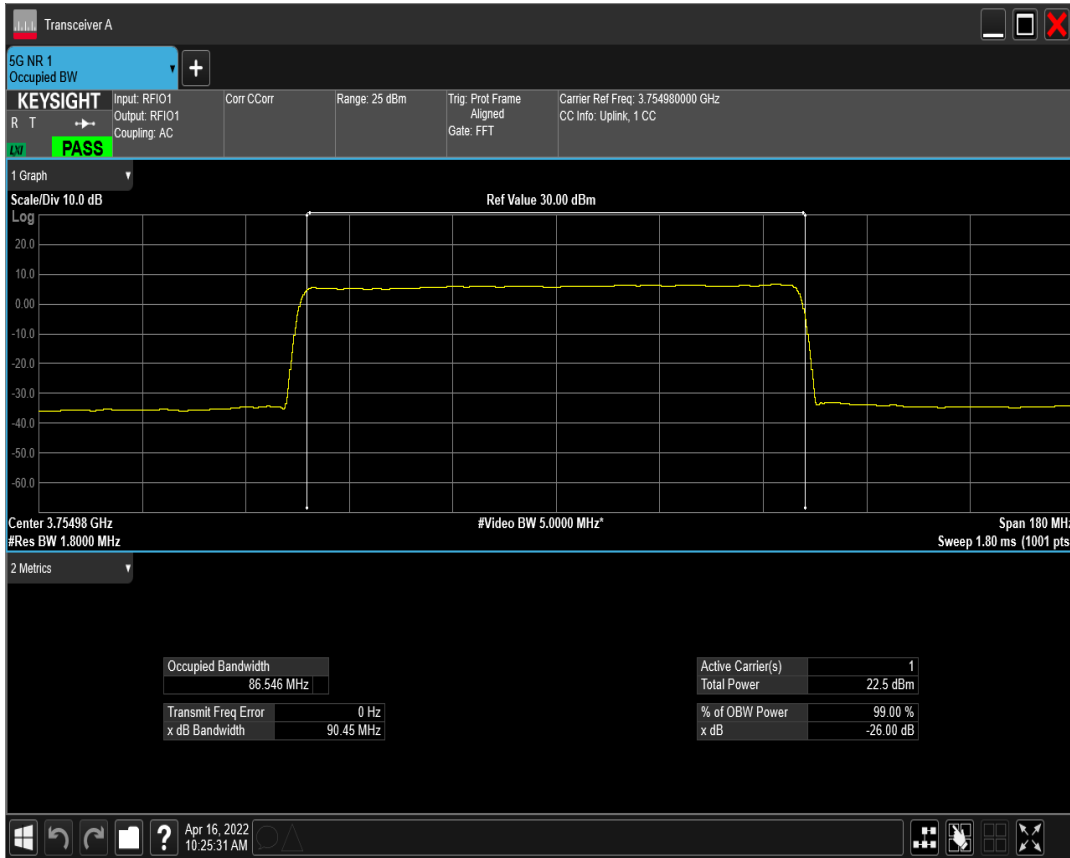 Transceiver A
5G NR 1
Occupied BW
+
KEYSIGHT
R T
LXI
PASS
Input: RFIO1
Output: RFIO1
Coupling: AC
Corr CCorr
Range: 25 dBm
Trig: Prot Frame
Aligned
Gate: FFT
Carrier Ref Freq: 3.754980000 GHz
CC Info: Uplink, 1 CC
1 Graph
Scale/Div 10.0 dB
Ref Value 30.00 dBm
Log
20.0
10.0
0.00
-10.0
-20.0
-30.0
-40.0
-50.0
-60.0
Center 3.75498 GHz
#Video BW 5.0000 MHz*
Span 180 MHz
#Res BW 1.8000 MHz
Sweep 1.80 ms (1001 pts
2 Metrics
Occupied Bandwidth
86.546 MHz
Transmit Freq Error 0 Hz
x dB Bandwidth 90.45 MHz
Active Carrier(s) 1
Total Power 22.5 dBm
% of OBW Power 99.00 %
x dB -26.00 dB
?
Apr 16, 2022
10:25:31 AM